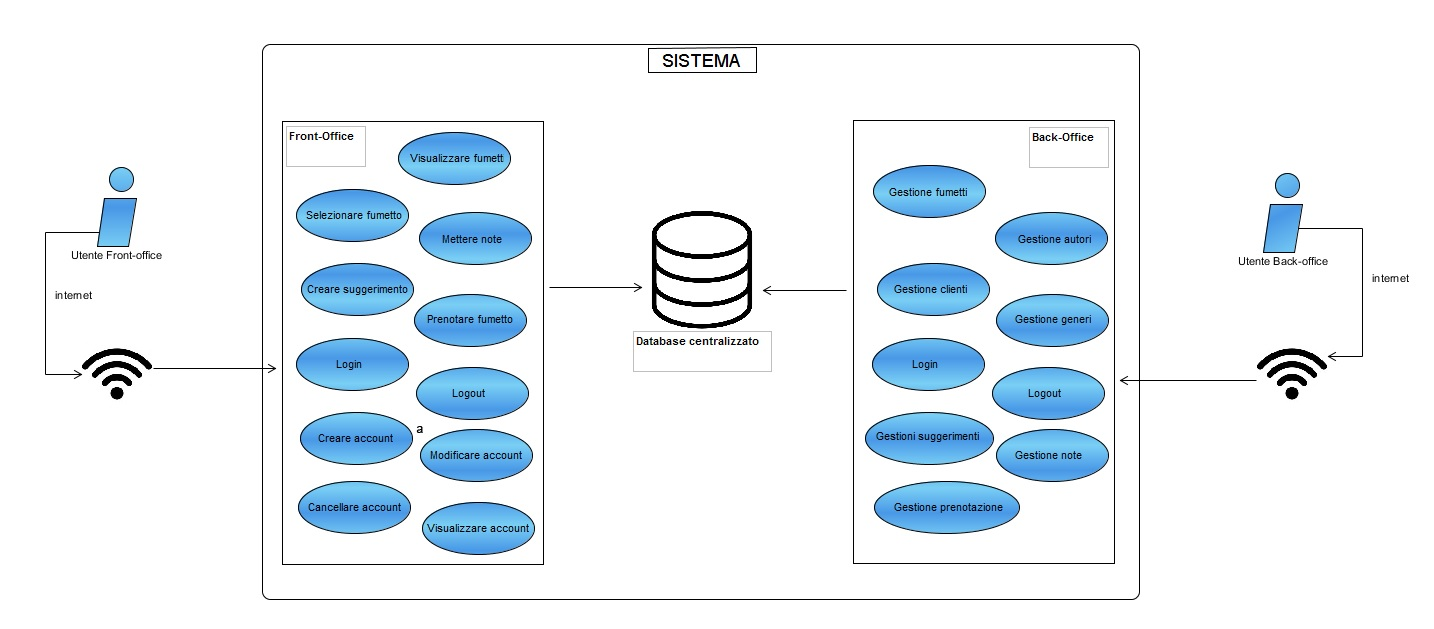 SISTEMA
Front-Office
Visualizzare fumett
Selezionare fumetto
Mettere note
Creare suggerimento
Prenotare fumetto
Login
Logout
Creare account
a
Modificare account
Cancellare account
Visualizzare account
Utente Front-office
internet
Database centralizzato
Back-Office
Gestione fumetti
Gestione autori
Gestione clienti
Gestione generi
Login
Logout
Gestioni suggerimenti
Gestione note
Gestione prenotazione
Utente Back-office
internet